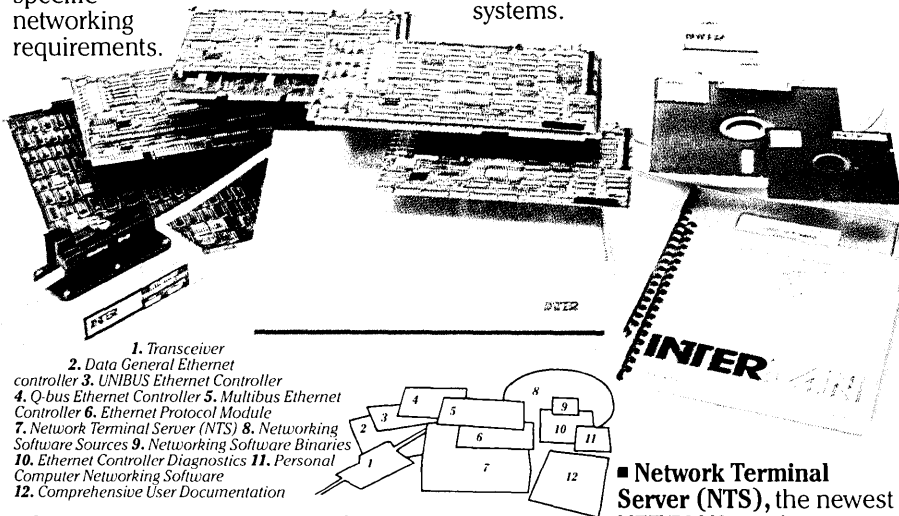 specific
networking
requirements.
systems.
INTER
INTER
INTER
1. Transceiver
2. Data General Ethernet
controller 3. UNIBUS Ethernet Controller
4. Q-bus Ethernet Controller 5. Multibus Ethernet
Controller 6. Ethernet Protocol Module
7. Network Terminal Server (NTS) 8. Networking
Software Sources 9. Networking Software Binaries
10. Ethernet Controller Diagnostics 11. Personal
Computer Networking Software
12. Comprehensive User Documentation
1
2
3
4
5
6
7
8
9
10
11
12
■ Network Terminal
Server (NTS), the newest